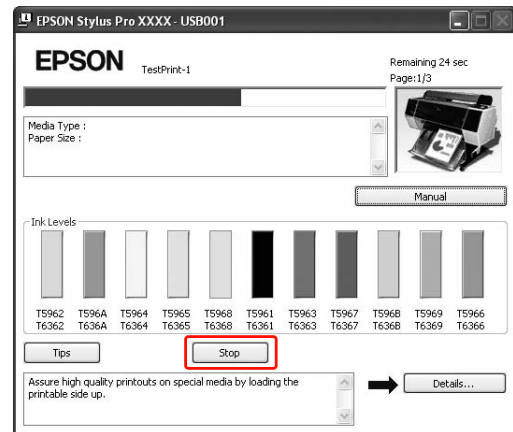 EPSON Stylus Pro XXXX - USB001
EPSON TestPrint-1
Remaining 24 sec
Page:1/3
Media Type :
Paper Size :
Manual
Ink Levels
T5962 T596A T5964 T5965 T5968 T5961 T5963 T5967 T596B T5969 T5966
T6362 T636A T6364 T6365 T6368 T6361 T6363 T6367 T636B T6369 T6366
Tips
Stop
Assure high quality printouts on special media by loading the
printable side up.
Details...